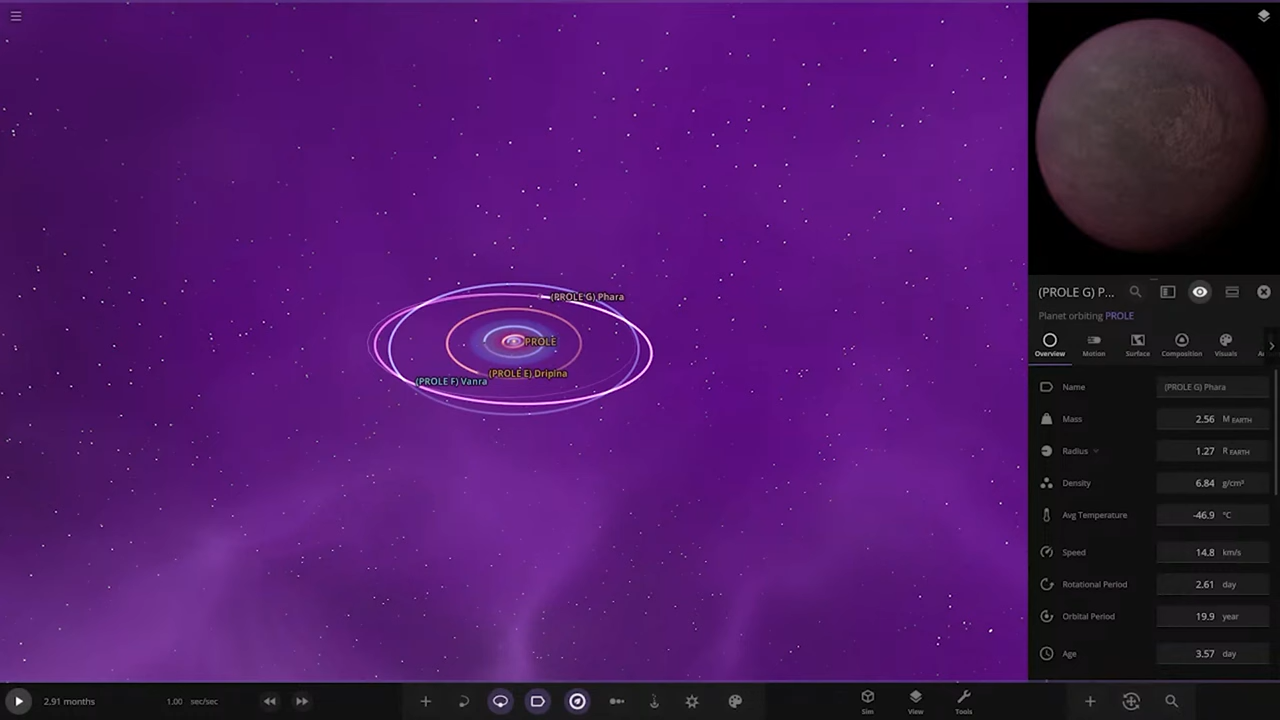 (PROLE G) Phara
PROLE
(PROLE E) Dripina
(PROLE F) Vanra
(PROLE G) P...
Planet orbiting PROLE
Overview Motion Surface Composition Visuals
Name (PROLE G) Phara
Mass 2.56 M EARTH
Radius 1.27 R EARTH
Density 6.84 g/cm³
Avg Temperature -46.9 °C
Speed 14.8 km/s
Rotational Period 2.61 day
Orbital Period 19.9 year
Age 3.57 day
2.91 months 1.00 sec/sec Sim View Tools